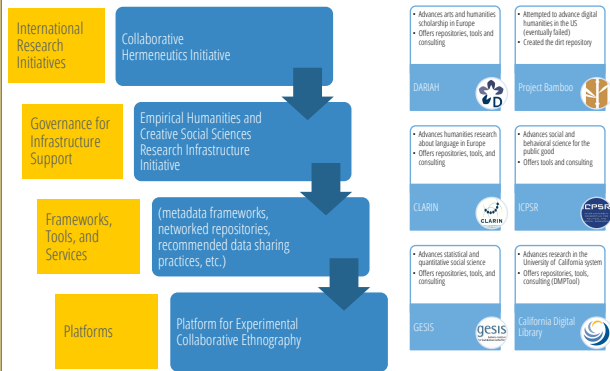 International
Research
Initiatives
Collaborative
Hermeneutics Initiative
Governance for
Infrastructure
Support
Empirical Humanities and
Creative Social Sciences
Research Infrastructure
Initiative
Frameworks,
Tools, and
Services
(metadata frameworks,
networked repositories,
recommended data sharing
practices, etc.)
Platforms
Platform for Experimental
Collaborative Ethnography
• Advances arts and humanities
scholarship in Europe
• Offers repositories, tools and
consulting
DARIAH
D
• Attempted to advance digital
humanities in the US
(eventually failed)
• Created the dirt repository
Project Bamboo
• Advances humanities research
about language in Europe
• Offers repositories, tools, and
consulting
CLARIN
CLARIN
• Advances social and
behavioral science for the
public good
• Offers tools and consulting
ICPSR
ICPSR
• Advances statistical and
quantitative social science
• Offers repositories, tools, and
consulting
GESIS
gesis
• Advances research in the
University of California system
• Offers repositories, tools,
consulting (DMPTool)
California Digital
Library